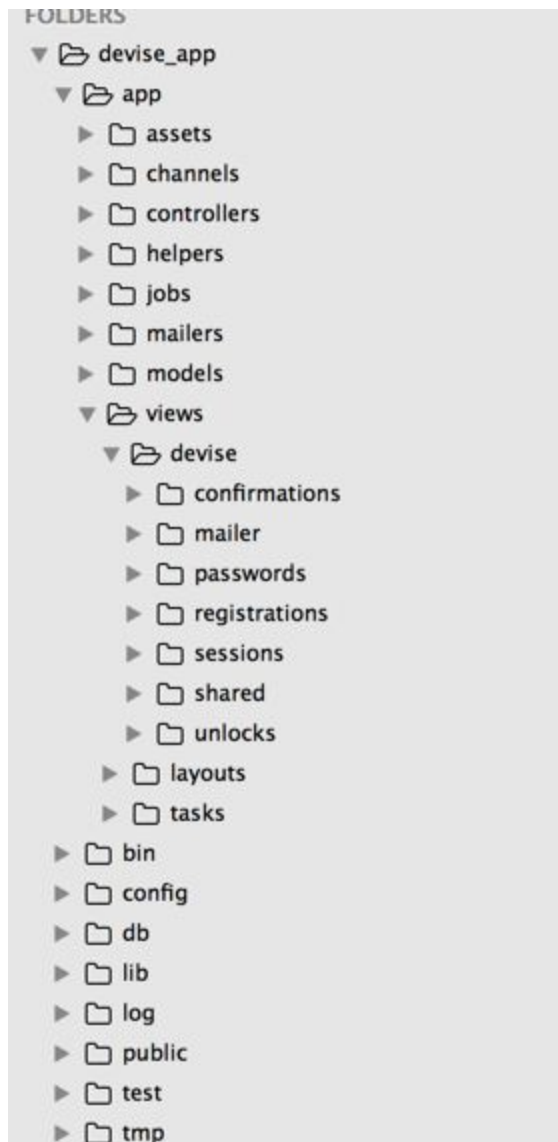 FOLDERS
devise_app
app
assets
channels
controllers
helpers
jobs
mailers
models
views
devise
confirmations
mailer
passwords
registrations
sessions
shared
unlocks
layouts
tasks
bin
config
db
lib
log
public
test
tmp